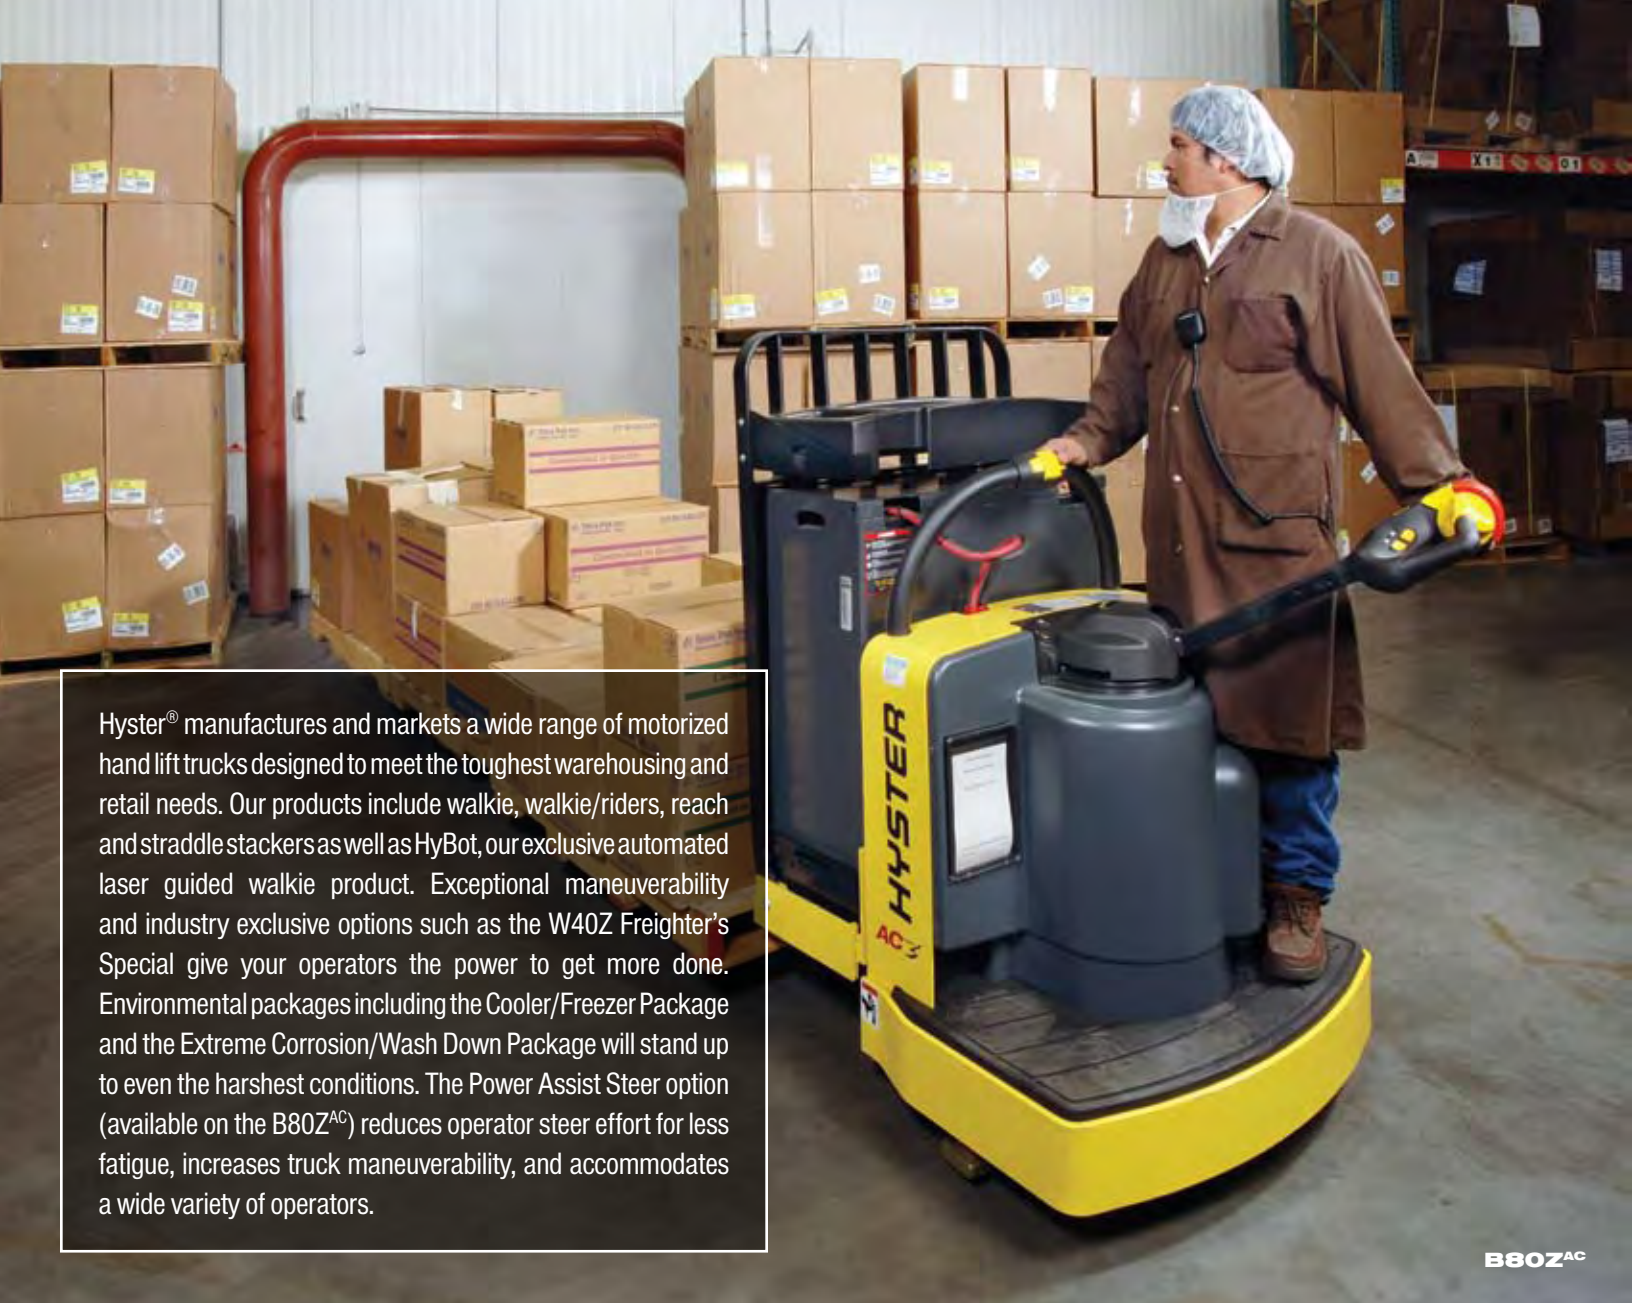 A
X1
01
HYSTER
AC
Hyster® manufactures and markets a wide range of motorized
hand lift trucks designed to meet the toughest warehousing and
retail needs. Our products include walkie, walkie/riders, reach
and straddle stackers as well as HyBot, our exclusive automated
laser guided walkie product. Exceptional maneuverability
and industry exclusive options such as the W40Z Freighter’s
Special give your operators the power to get more done.
Environmental packages including the Cooler/Freezer Package
and the Extreme Corrosion/Wash Down Package will stand up
to even the harshest conditions. The Power Assist Steer option
(available on the B80Zᴬᶜ) reduces operator steer effort for less
fatigue, increases truck maneuverability, and accommodates
a wide variety of operators.
B80Zᴬᶜ